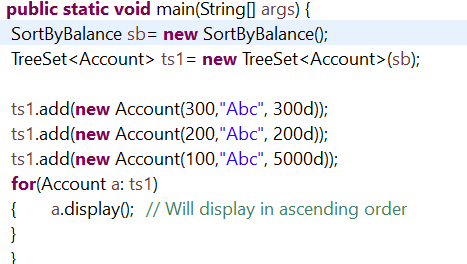 public static void main(String[] args) {
SortByBalance sb= new SortByBalance();
TreeSet<Account> ts1= new TreeSet<Account>(sb);
ts1.add(new Account(300,"Abc", 300d));
ts1.add(new Account(200,"Abc", 200d));
ts1.add(new Account(100,"Abc", 5000d));
for(Account a: ts1)
{ a.display(); // Will display in ascending order
}
}